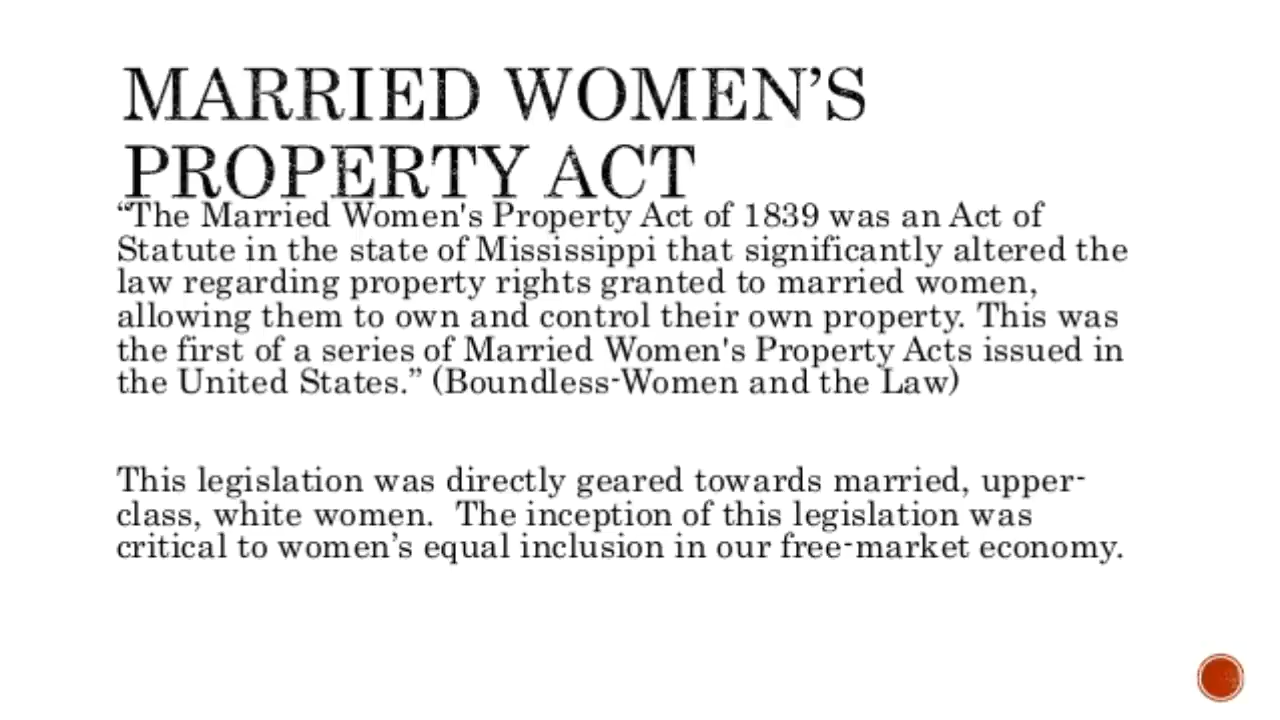 MARRIED WOMEN’S
PROPERTY ACT
“The Married Women's Property Act of 1839 was an Act of
Statute in the state of Mississippi that significantly altered the
law regarding property rights granted to married women,
allowing them to own and control their own property. This was
the first of a series of Married Women's Property Acts issued in
the United States.” (Boundless-Women and the Law)
This legislation was directly geared towards married, upper-
class, white women.  The inception of this legislation was
critical to women’s equal inclusion in our free-market economy.